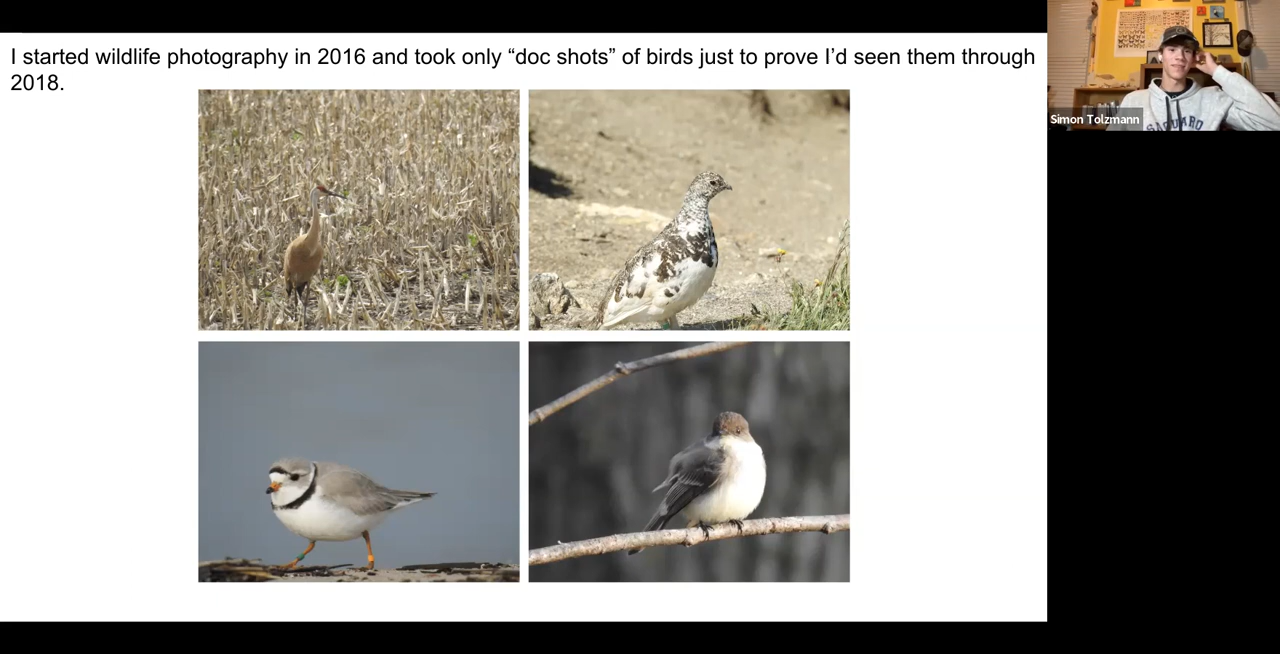 I started wildlife photography in 2016 and took only “doc shots” of birds just to prove I’d seen them through
2018.
Simon Tolzmann
SAGUARO